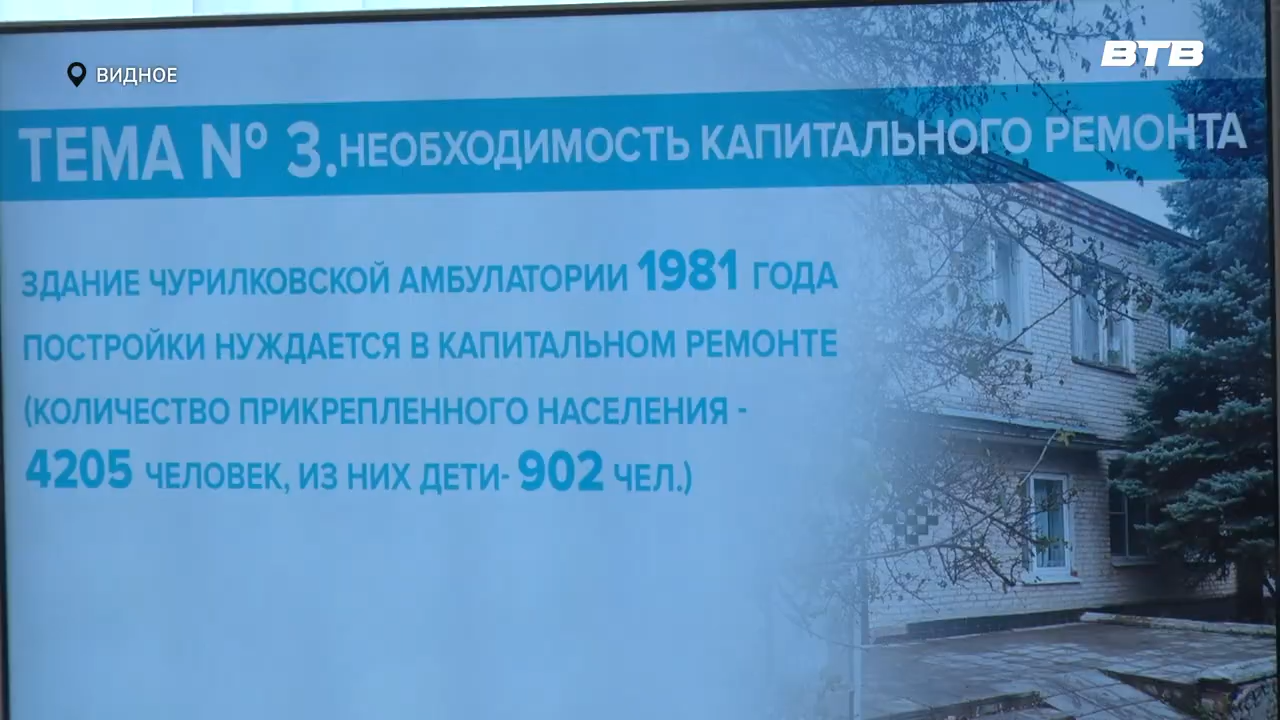 ВИДНОЕ
ВТВ
ТЕМА № 3.НЕОБХОДИМОСТЬ КАПИТАЛЬНОГО РЕМОНТА
ЗДАНИЕ ЧУРИЛКОВСКОЙ АМБУЛАТОРИИ 1981 ГОДА
ПОСТРОЙКИ НУЖДАЕТСЯ В КАПИТАЛЬНОМ РЕМОНТЕ
(КОЛИЧЕСТВО ПРИКРЕПЛЕННОГО НАСЕЛЕНИЯ -
4205 ЧЕЛОВЕК, ИЗ НИХ ДЕТИ- 902 ЧЕЛ.)